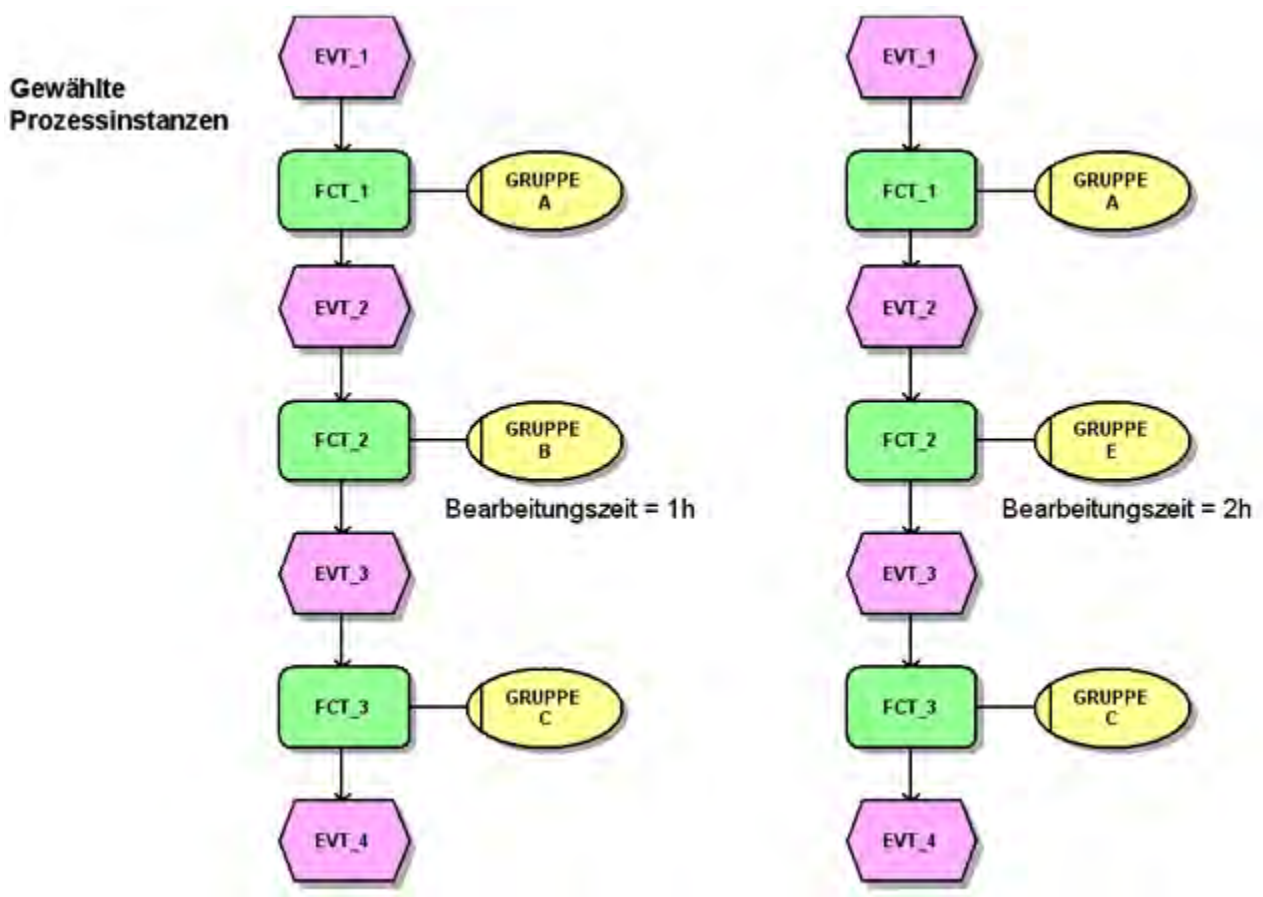 Gewählte
Prozessinstanzen
EVT_1
FCT_1
GRUPPE
A
EVT_2
FCT_2
GRUPPE
B
Bearbeitungszeit = 1h
EVT_3
FCT_3
GRUPPE
C
EVT_4
EVT_1
FCT_1
GRUPPE
A
EVT_2
FCT_2
GRUPPE
E
Bearbeitungszeit = 2h
EVT_3
FCT_3
GRUPPE
C
EVT_4